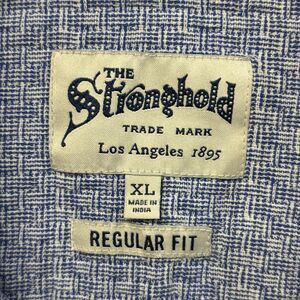 THE
Stronghold
TRADE MARK
Los Angeles 1895
XL
MADE IN
INDIA
REGULAR FIT